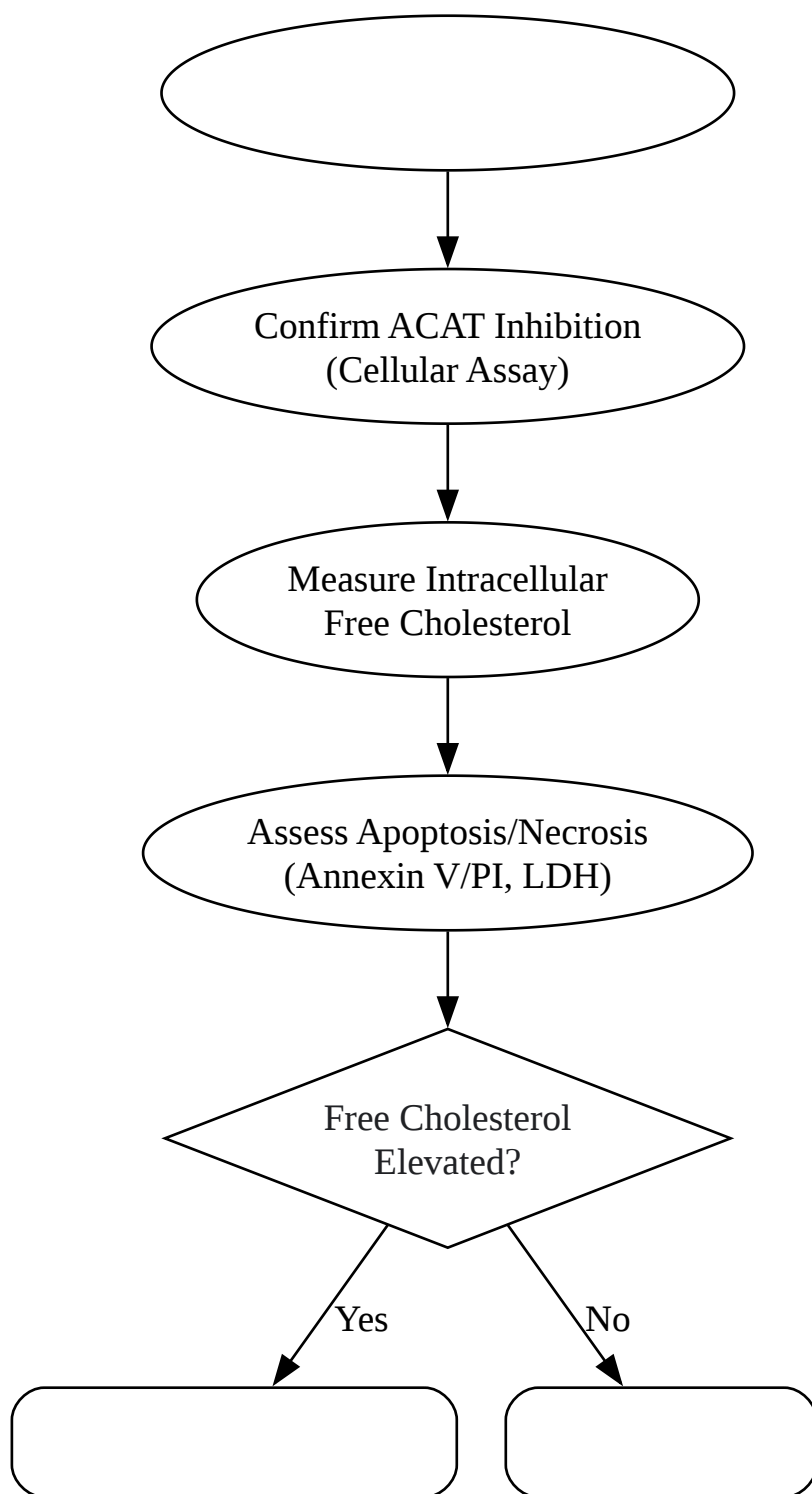 Confirm ACAT Inhibition
(Cellular Assay)
Measure Intracellular
Free Cholesterol
Assess Apoptosis/Necrosis
(Annexin V/PI, LDH)
Free Cholesterol
Elevated?
Yes
No